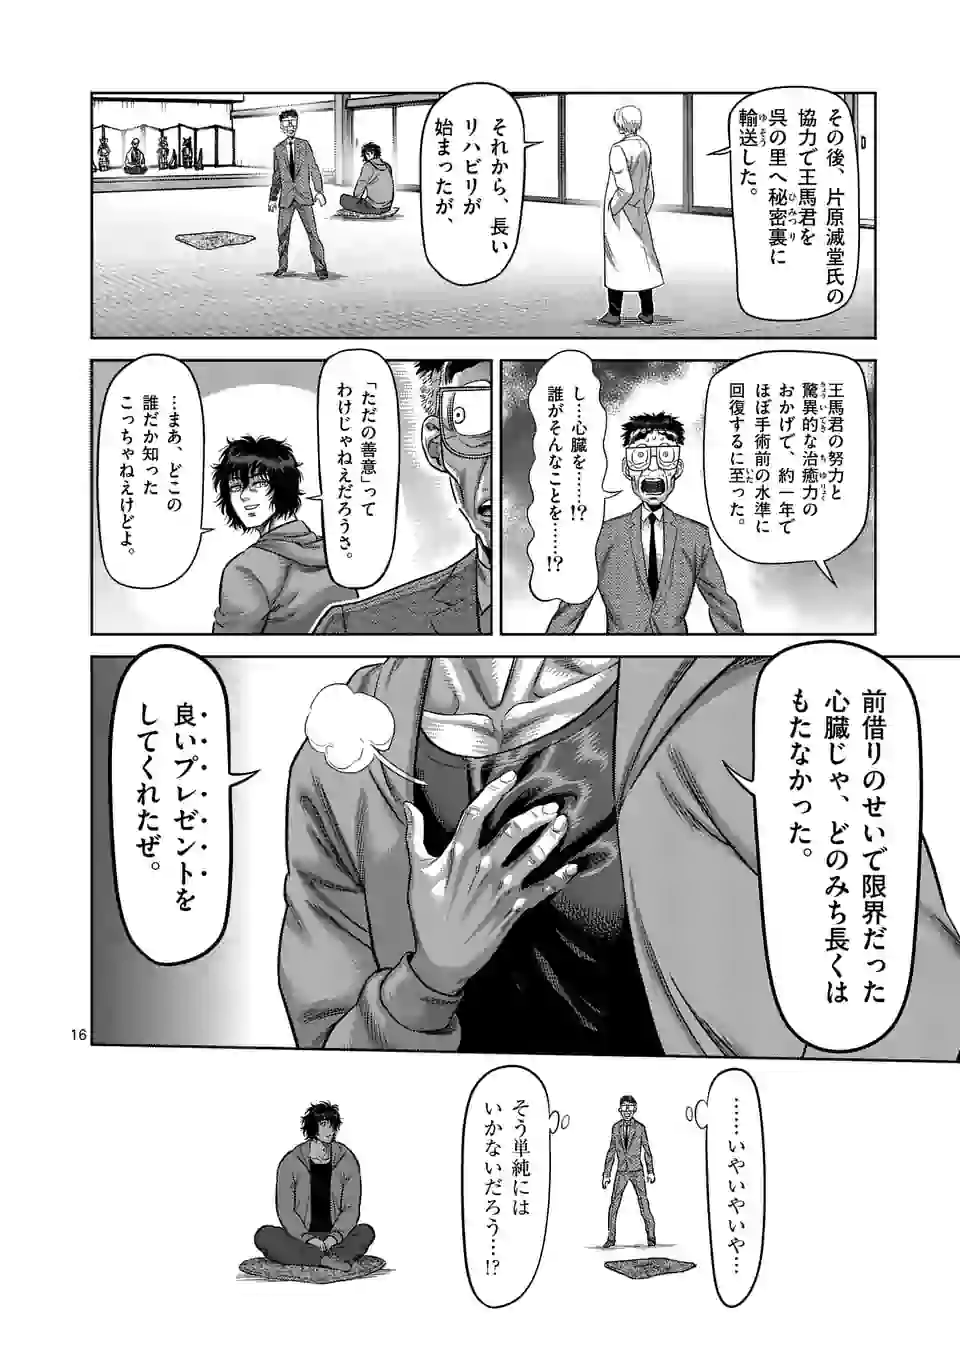 その後、片原滅堂氏の
協力で王馬君を
呉の里へ秘密裏に
輸送した。
それから、長い
リハビリが
始まったが、
王馬君の努力と
驚異的な治癒力の
おかげで、約一年で
ほぼ手術前の水準に
回復するに至った。
し…心臓を……!?
誰がそんなことを……!?
「ただの善意」って
わけじゃねえだろうさ。
…まあ、どこの
誰だか知った
こっちゃねえけどよ。
前借りのせいで限界だった
心臓じゃ、どのみち長くは
もたなかった。
良いプレゼントを
してくれたぜ。
16
……いやいやいや…
そう単純には
いかないだろう…!?